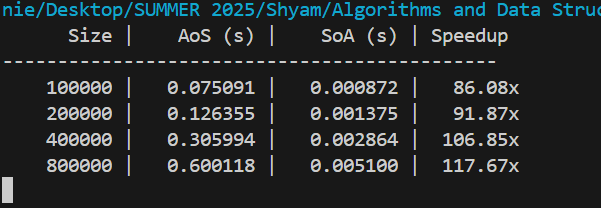 nie/Desktop/SUMMER 2025/Shyam/Algorithms and Data Struc
Size | AoS (s) | SoA (s) | Speedup
--------------------------------------------
100000 | 0.075091 | 0.000872 | 86.08x
200000 | 0.126355 | 0.001375 | 91.87x
400000 | 0.305994 | 0.002864 | 106.85x
800000 | 0.600118 | 0.005100 | 117.67x